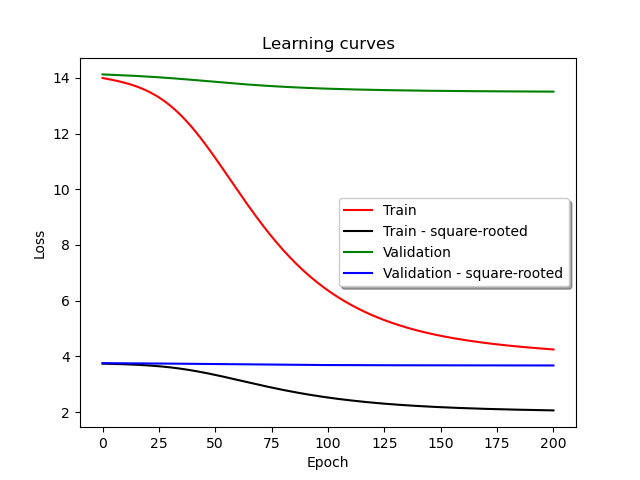 Learning curves
Loss
14
12
10
8
6
4
2
Train
Train - square-rooted
Validation
Validation - square-rooted
0 25 50 75 100 125 150 175 200
Epoch